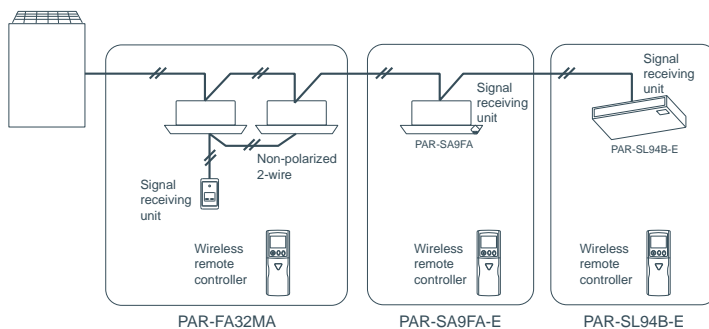 Non-polarized
2-wire
Signal
receiving
unit
Wireless
remote
controller
PAR-FA32MA
Signal
receiving
unit
PAR-SA9FA
Wireless
remote
controller
PAR-SA9FA-E
Signal
receiving
unit
PAR-SL94B-E
Wireless
remote
controller
PAR-SL94B-E